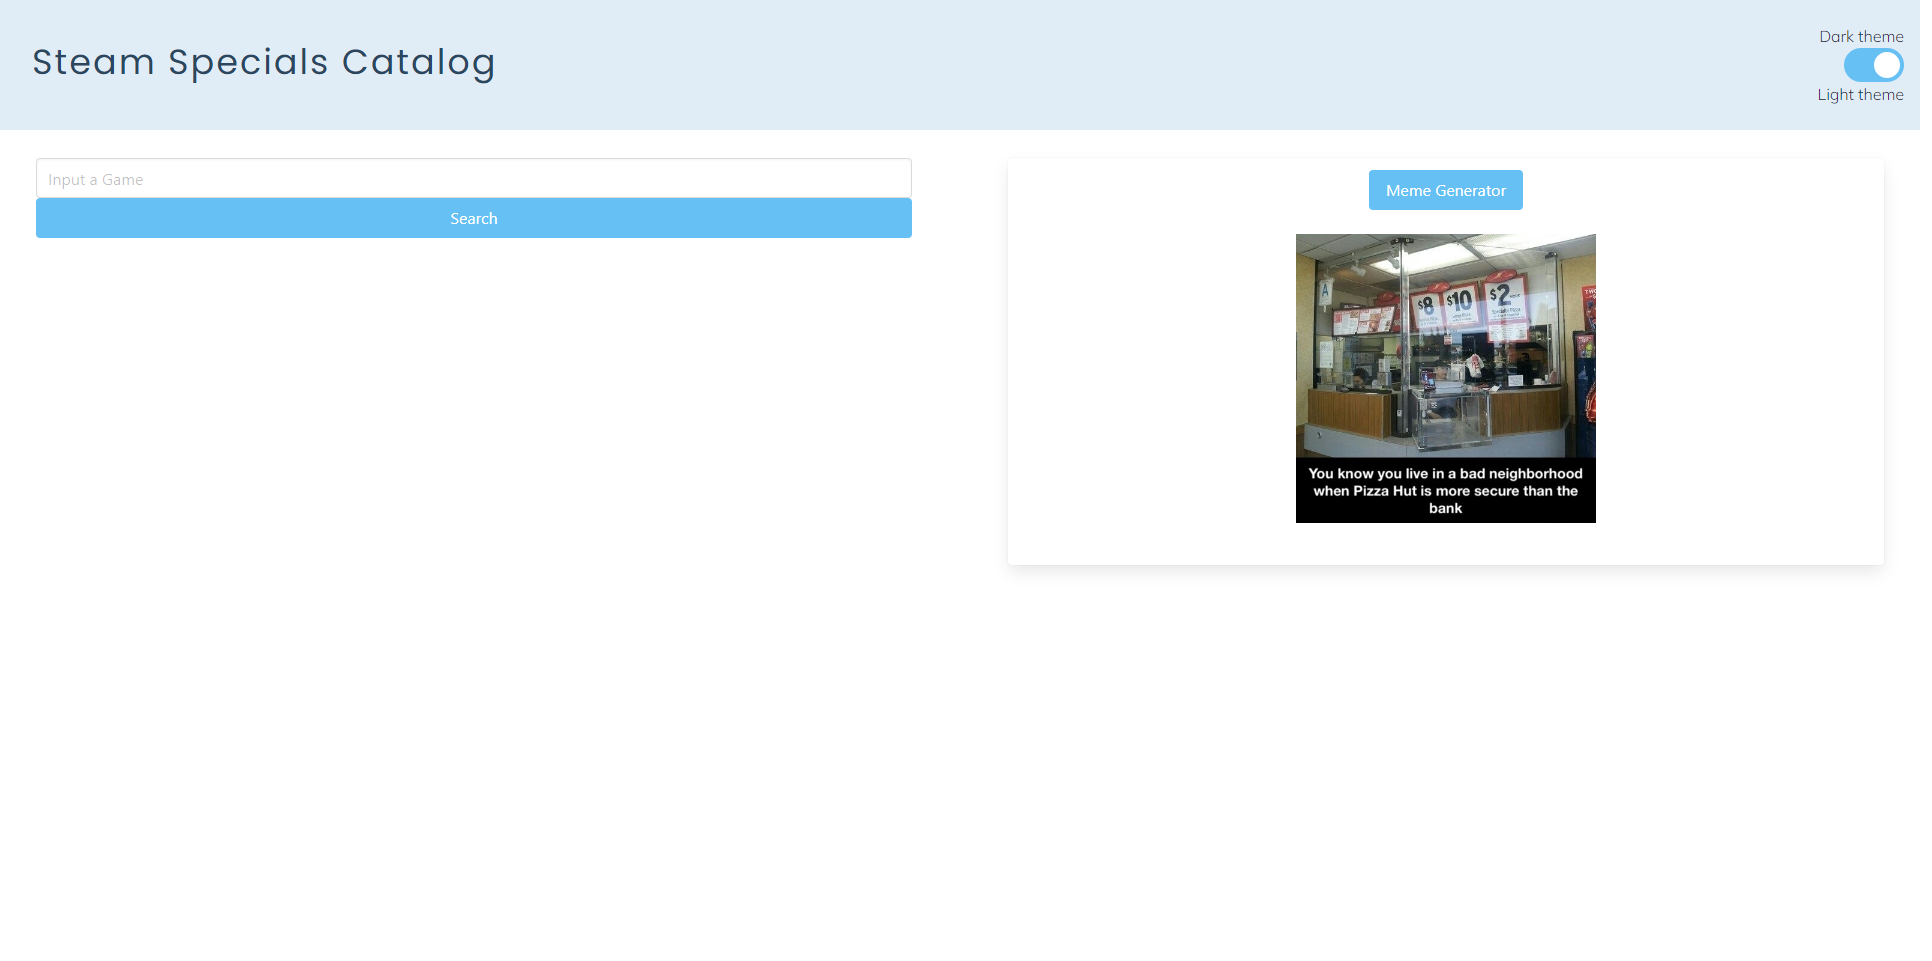 Steam Specials Catalog
Dark theme
Light theme
Input a Game
Search
Meme Generator
A
$8
$10
$2
You know you live in a bad neighborhood
when Pizza Hut is more secure than the
bank